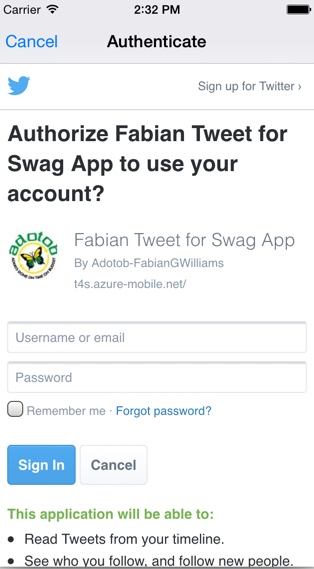 Carrier 2:32 PM
Cancel Authenticate
Sign up for Twitter ›
Authorize Fabian Tweet for
Swag App to use your
account?
adotob
Fabian Tweet for Swag App
By Adotob-FabianGWilliams
t4s.azure-mobile.net/
Username or email
Password
Remember me · Forgot password?
Sign In Cancel
This application will be able to:
• Read Tweets from your timeline.
• See who you follow, and follow new people.